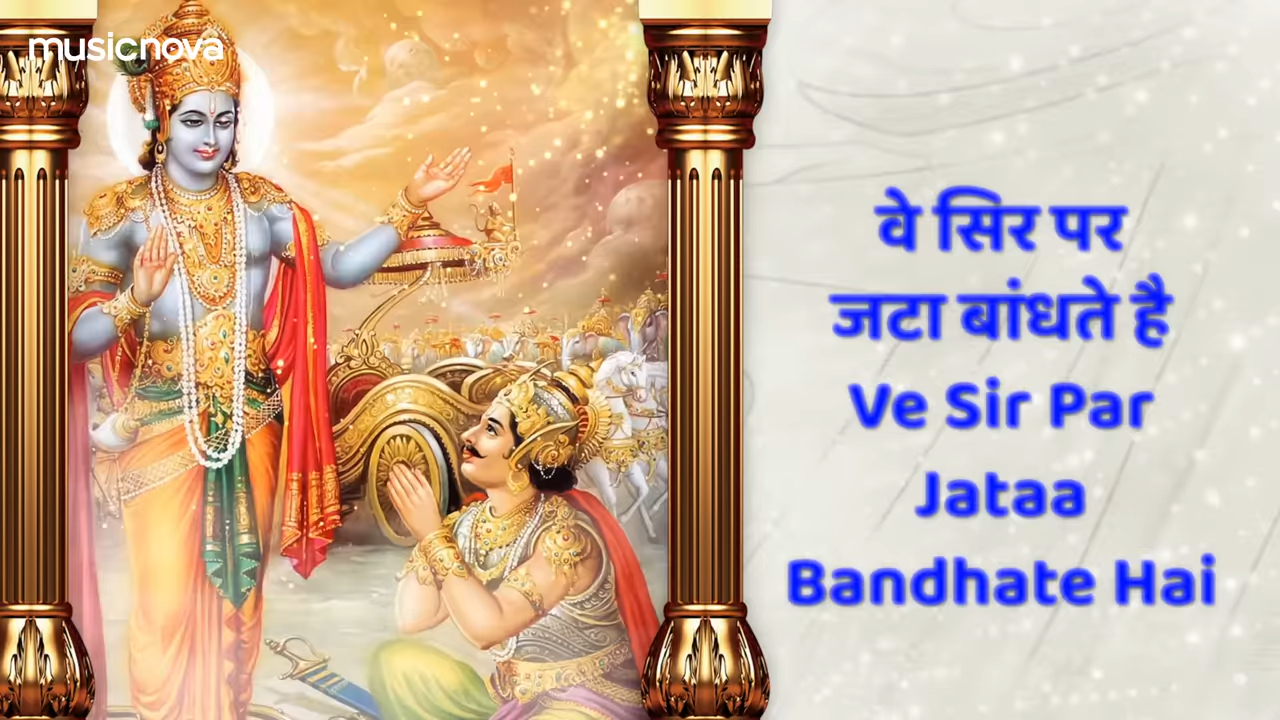 musicnova
वे सिर पर
जटा बांधते है
Ve Sir Par
Jataa
Bandhate Hai